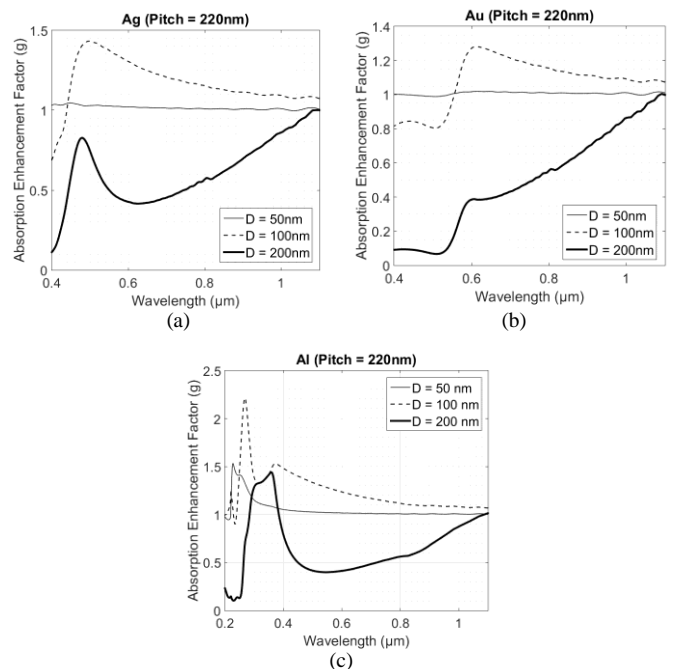 Ag (Pitch = 220nm)
Absorption Enhancement Factor (g)
1.5
1
0.5
0
D = 50nm
D = 100nm
D = 200nm
0.4 0.6 0.8 1
Wavelength (µm)
(a)
Au (Pitch = 220nm)
Absorption Enhancement Factor (g)
1.4
1.2
1
0.8
0.6
0.4
0.2
0
D = 50nm
D = 100nm
D = 200nm
0.4 0.6 0.8 1
Wavelength (µm)
(b)
Al (Pitch = 220nm)
Absorption Enhancement Factor (g)
2.5
2
1.5
1
0.5
0
D = 50 nm
D = 100 nm
D = 200 nm
0.2 0.4 0.6 0.8 1
Wavelength (µm)
(c)